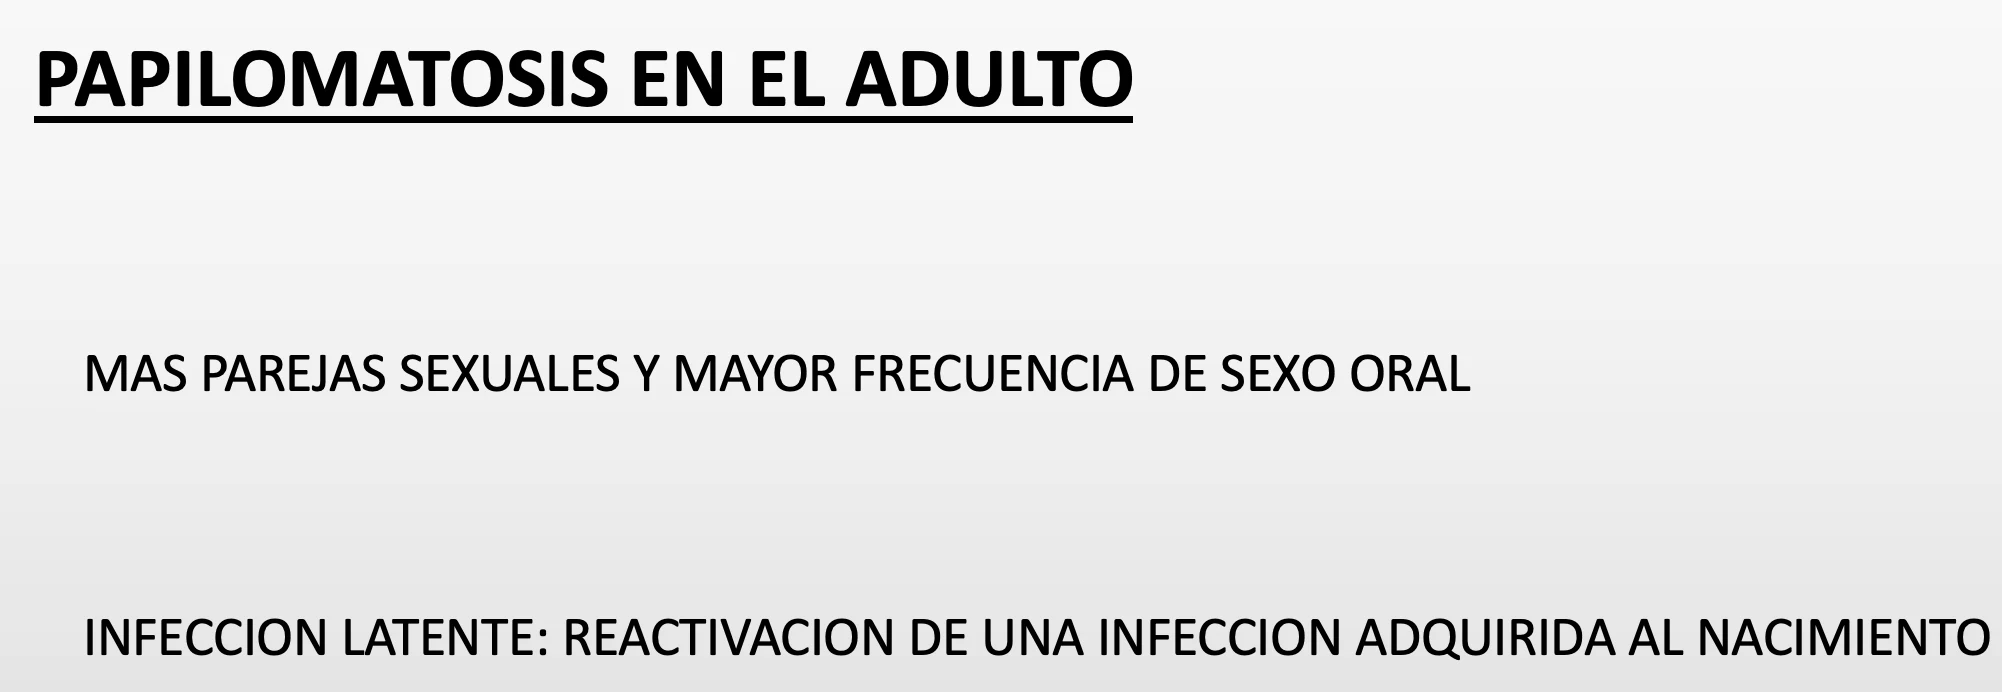 PAPILOMATOSIS EN EL ADULTO
MAS PAREJAS SEXUALES Y MAYOR FRECUENCIA DE SEXO ORAL
INFECCION LATENTE: REACTIVACION DE UNA INFECCION ADQUIRIDA AL NACIMIENTO